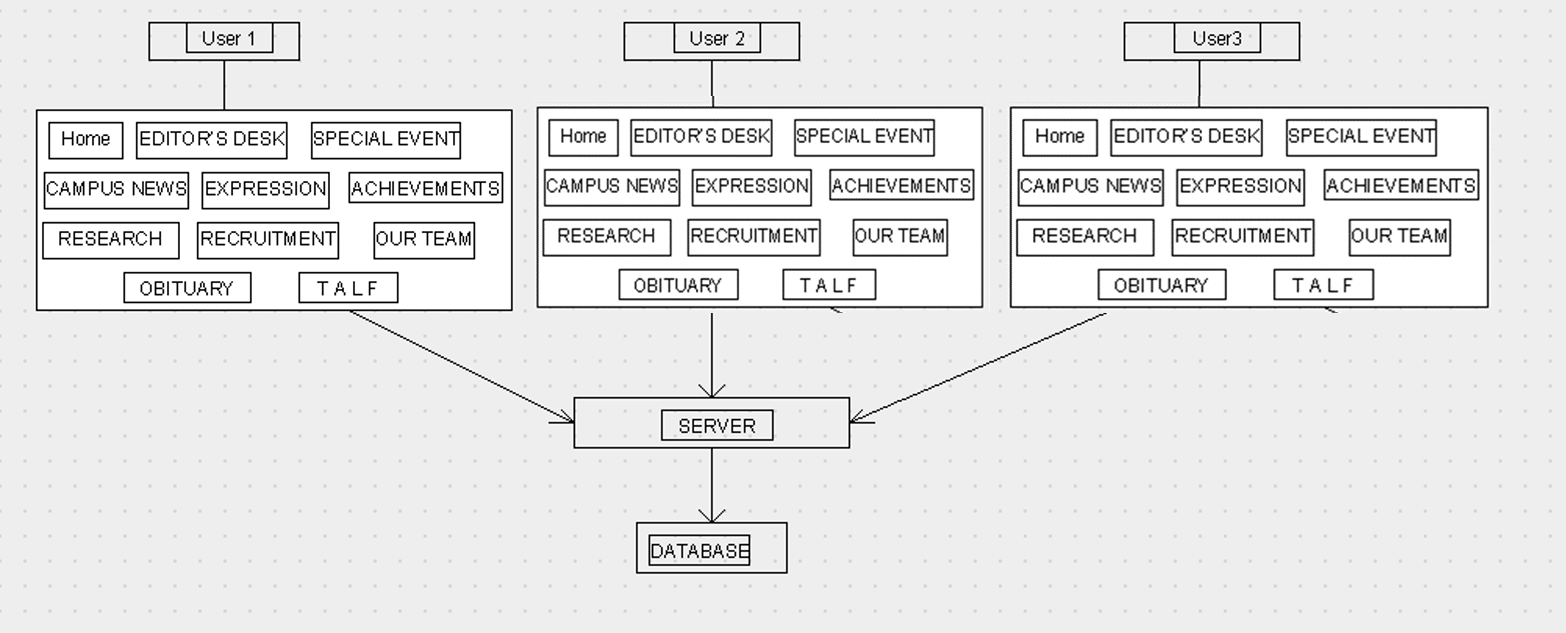 User 1
User 2
User3
Home EDITOR'S DESK SPECIAL EVENT
CAMPUS NEWS EXPRESSION ACHIEVEMENTS
RESEARCH RECRUITMENT OUR TEAM
OBITUARY T A L F
Home EDITOR'S DESK SPECIAL EVENT
CAMPUS NEWS EXPRESSION ACHIEVEMENTS
RESEARCH RECRUITMENT OUR TEAM
OBITUARY T A L F
Home EDITOR'S DESK SPECIAL EVENT
CAMPUS NEWS EXPRESSION ACHIEVEMENTS
RESEARCH RECRUITMENT OUR TEAM
OBITUARY T A L F
SERVER
DATABASE